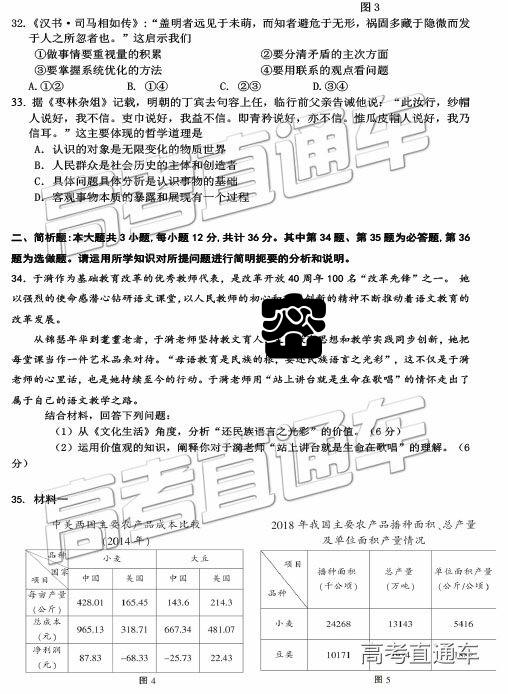 图 3
32.《汉书·司马相如传》:“盖明者远见于未萌，而知者避危于无形，祸固多藏于隐微而发
于人之所忽者也。”这启示我们
①做事情要重视量的积累 ②要分清矛盾的主次方面
③要掌握系统优化的方法 ④要用联系的观点看问题
A.①② B. ①④ C. ②③ D.③④
33. 据《枣林杂俎》记载，明朝的丁宾去句容上任，临行前父亲告诫他说：“此汝行，纱帽
人说好，我不信。吏巾说好，我益不信。即青衿说好，亦不信。惟瓜皮帽人说好，我乃
信耳。”这主要体现的哲学道理是
A. 认识的对象是无限变化的物质世界
B. 人民群众是社会历史的主体和创造者
C. 具体问题具体分析是认识事物的基础
D. 客观事物本质的暴露和展现有一个过程
二、简析题:本大题共 3 小题,每小题 12 分,共计 36 分。其中第 34 题、第 35 题为必答题,第 36
题为选做题。请运用所学知识对所提问题进行简明扼要的分析和说明。
34. 于漪作为基础教育改革的优秀教师代表，是改革开放 40 周年 100 名“改革先锋”之一。 她
以强烈的使命感潜心钻研语文课堂,以人民教师的初心和 创新的精神不断推动着语文教育的
改革发展。
从锦瑟年华到耄耋老者，于漪老师坚持教文育人 思想和教学实践同步创新，她把
每堂课当作一件艺术品来对待。“母语教育是民族的根，要还民族语言之光彩”，这不仅是于漪
老师的心里话，也是她持续至今的行动。于漪老师用“站上讲台就是生命在歌唱”的情怀走出了
属于自己的语文教学之路。
结合材料，回答下列问题：
（1）从《文化生活》角度，分析“还民族语言之光彩”的价值。（6 分）
（2）运用价值观的知识，阐释你对于漪老师“站上讲台就是生命在歌唱”的理解。（6
分）
35. 材料一
中美两国主要农产品成本比较
(2014 年)
品种 国家 项目 小麦 大豆
中国 美国 中国 美国
每亩产量（公斤） 428.01 165.45 143.6 214.3
总成本（元） 965.13 318.71 667.34 481.07
净利润（元） 87.83 -68.33 -25.73 22.43
图 4
2018 年我国主要农产品播种面积、总产量
及单位面积产量情况
项目 品种 播种面积（千公顷） 总产量（万吨） 单位面积产量（公斤/公顷）
小麦 24268 13143 5416
豆类 10171
图 5
高考直通车
高考直通车
高考直通车